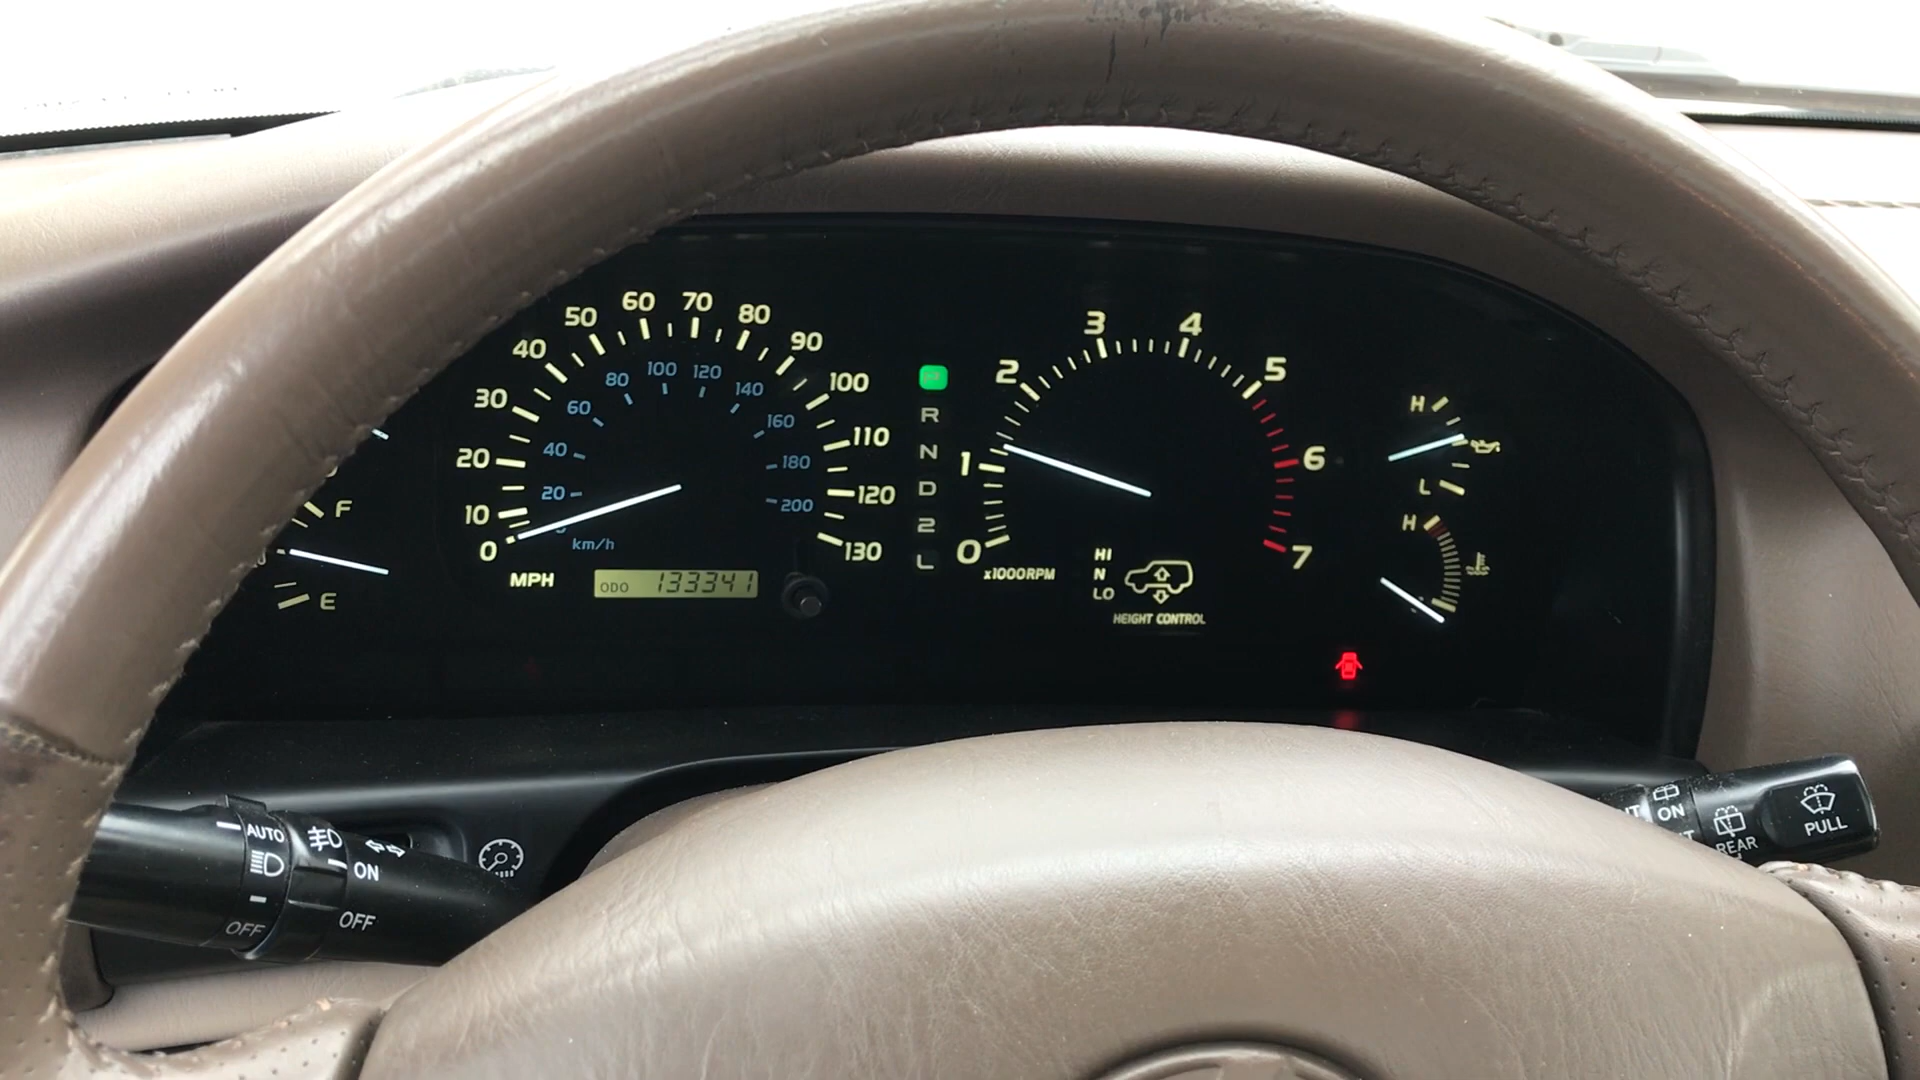 F
E
0
10
20
30
40
50
60
70
80
90
100
110
120
130
20
40
60
80
100
120
140
160
180
200
km/h
MPH
ODO 133341
R
N
D
2
L
0
1
2
3
4
5
6
7
x1000RPM
HI
N
LO
HEIGHT CONTROL
H
L
H
AUTO
OFF
ON
OFF
ON
REAR
PULL